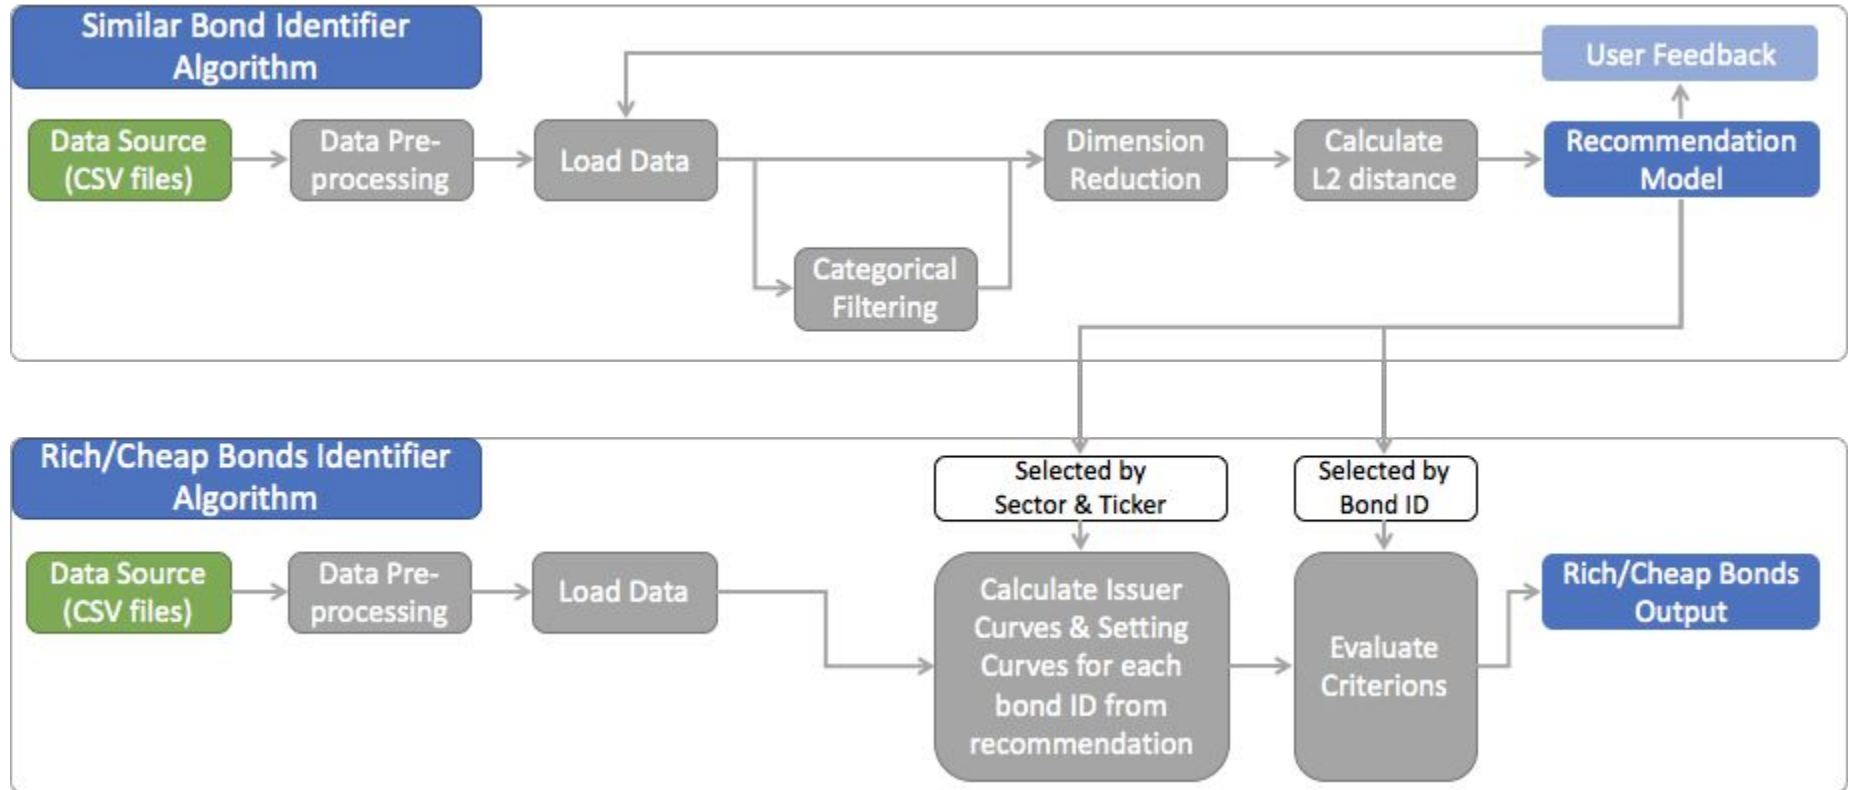 Similar Bond Identifier
Algorithm
User Feedback
Data Source
(CSV files)
Data Pre-
processing
Load Data
Dimension
Reduction
Calculate
L2 distance
Recommendation
Model
Categorical
Filtering
Rich/Cheap Bonds Identifier
Algorithm
Selected by
Sector & Ticker
Selected by
Bond ID
Data Source
(CSV files)
Data Pre-
processing
Load Data
Calculate Issuer
Curves & Setting
Curves for each
bond ID from
recommendation
Evaluate
Criterions
Rich/Cheap Bonds
Output